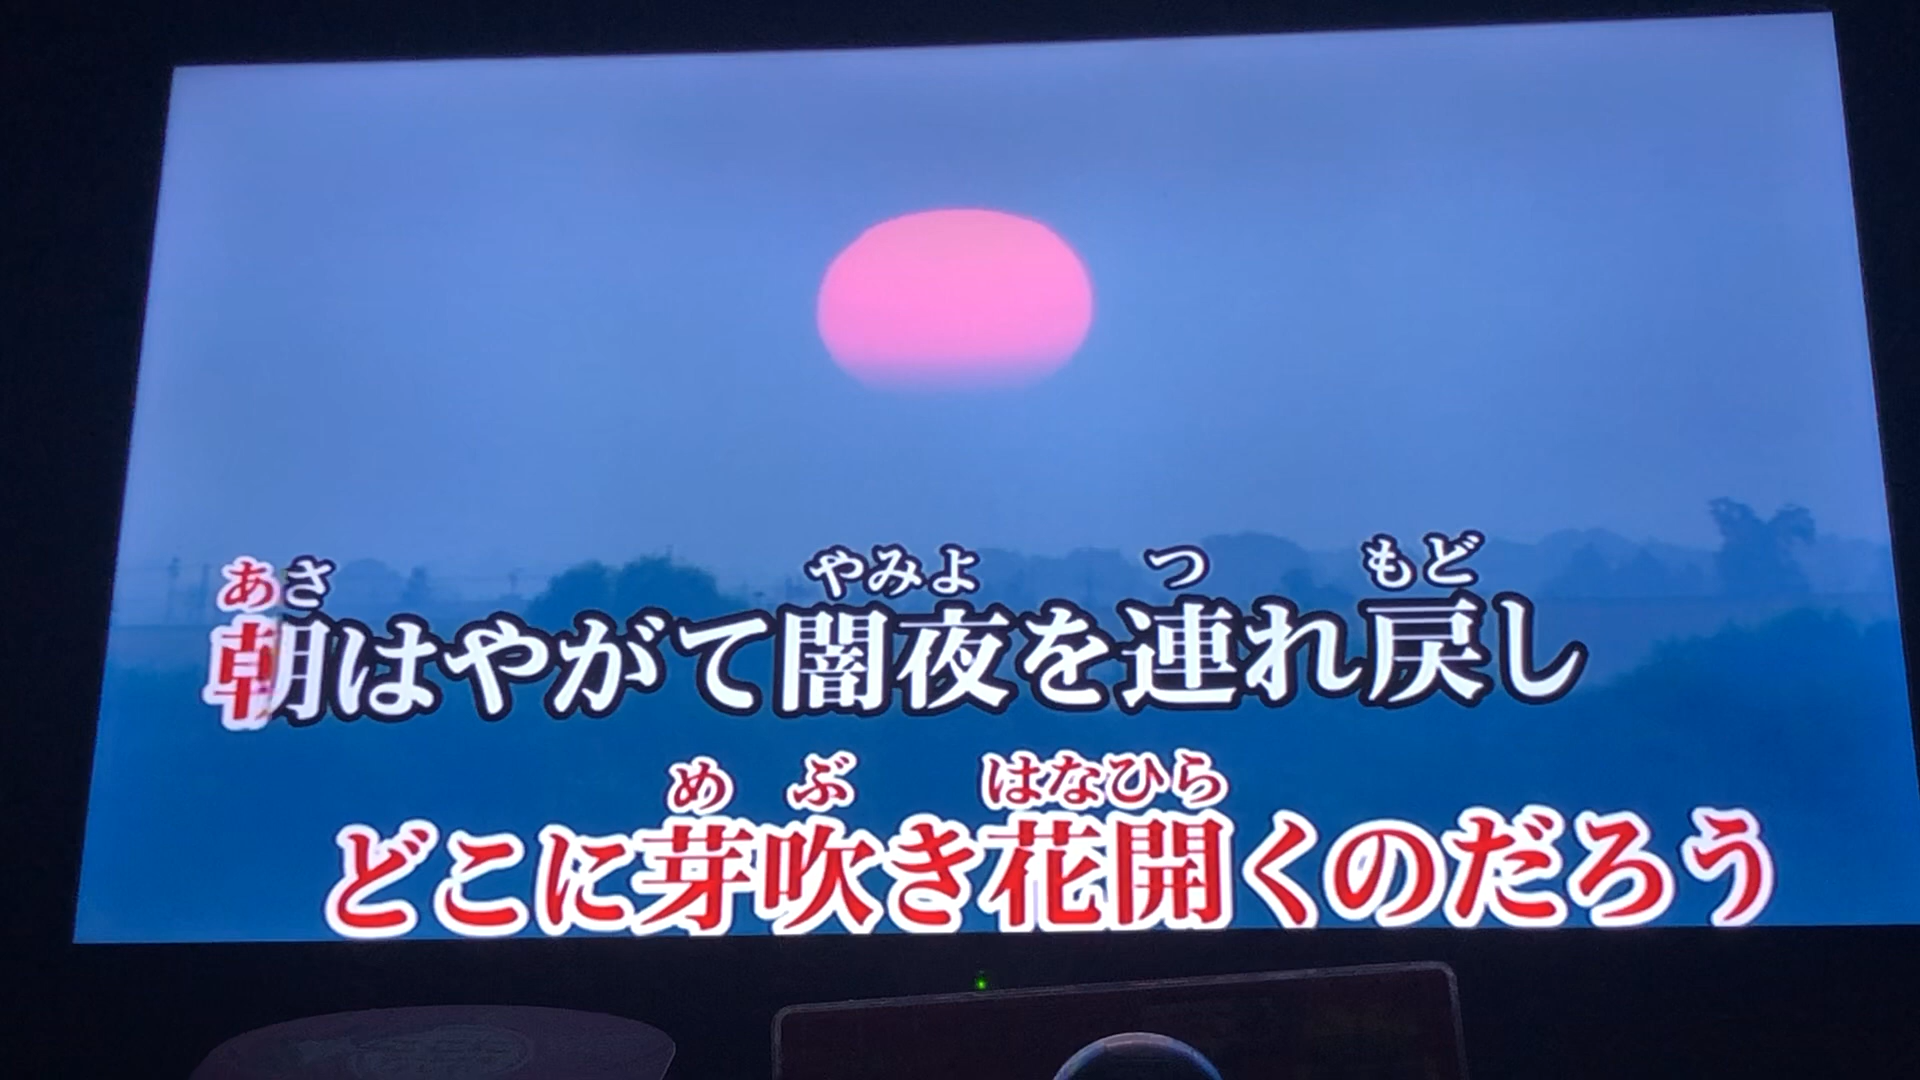 あさ やみよ つ もど
朝はやがて闇夜を連れ戻し
め ぶ はなひら
どこに芽吹き花開くのだろう